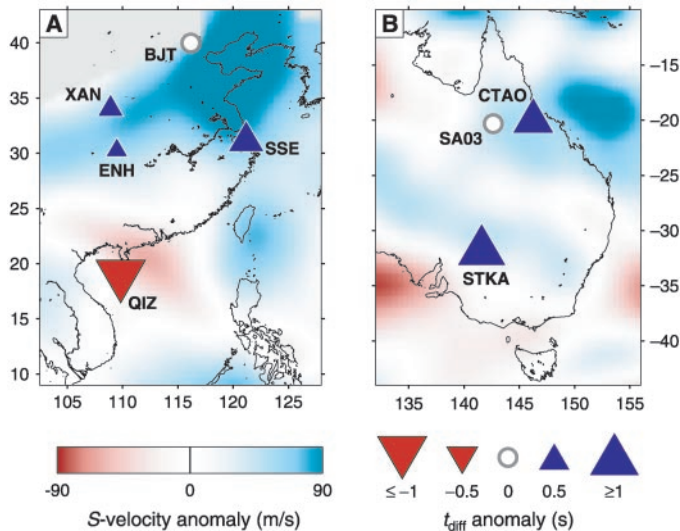 A
B
40
35
30
25
20
15
10
BJT
XAN
ENH
SSE
QIZ
105
110
115
120
125
CTAO
SA03
STKA
-15
-20
-25
-30
-35
-40
135
140
145
150
155
-90
0
90
S-velocity anomaly (m/s)
≤ -1
-0.5
0
0.5
≥1
tdiff anomaly (s)